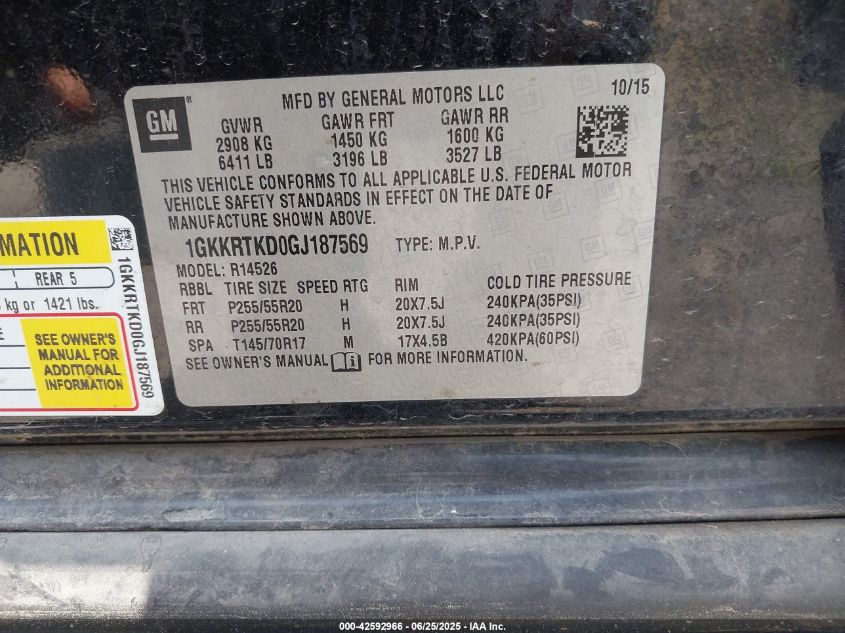 GM
MFD BY GENERAL MOTORS LLC
10/15
GVWR GAWR FRT GAWR RR
2908 KG 1450 KG 1600 KG
6411 LB 3196 LB 3527 LB
THIS VEHICLE CONFORMS TO ALL APPLICABLE U.S. FEDERAL MOTOR
VEHICLE SAFETY STANDARDS IN EFFECT ON THE DATE OF
MANUFACTURE SHOWN ABOVE.
1GKKRTKD0GJ187569 TYPE: M.P.V.
MODEL: R14526
RBBL TIRE SIZE SPEED RTG RIM COLD TIRE PRESSURE
FRT P255/55R20 H 20X7.5J 240KPA(35PSI)
RR P255/55R20 H 20X7.5J 240KPA(35PSI)
SPA T145/70R17 M 17X4.5B 420KPA(60PSI)
SEE OWNER'S MANUAL FOR MORE INFORMATION.
REAR 5
kg or 1421 lbs.
SEE OWNER'S
MANUAL FOR
ADDITIONAL
INFORMATION
1GKKRTKD0GJ187569
000-42592966 - 06/25/2025 - IAA Inc.